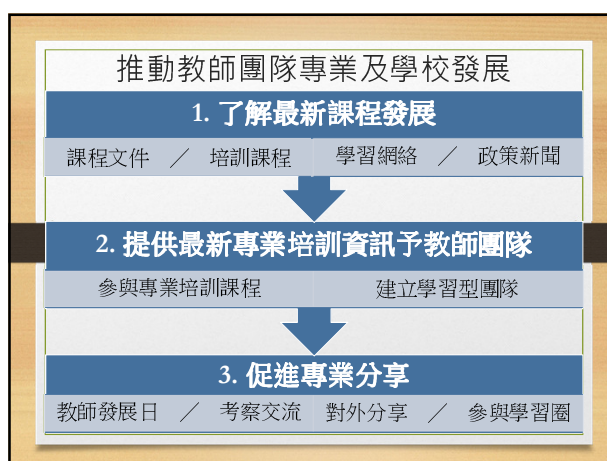 推動教師團隊專業及學校發展
1. 了解最新課程發展
課程文件 ／ 培訓課程 學習網絡 ／ 政策新聞
2. 提供最新專業培訓資訊予教師團隊
參與專業培訓課程 建立學習型團隊
3. 促進專業分享
教師發展日 ／ 考察交流 對外分享 ／ 參與學習圈